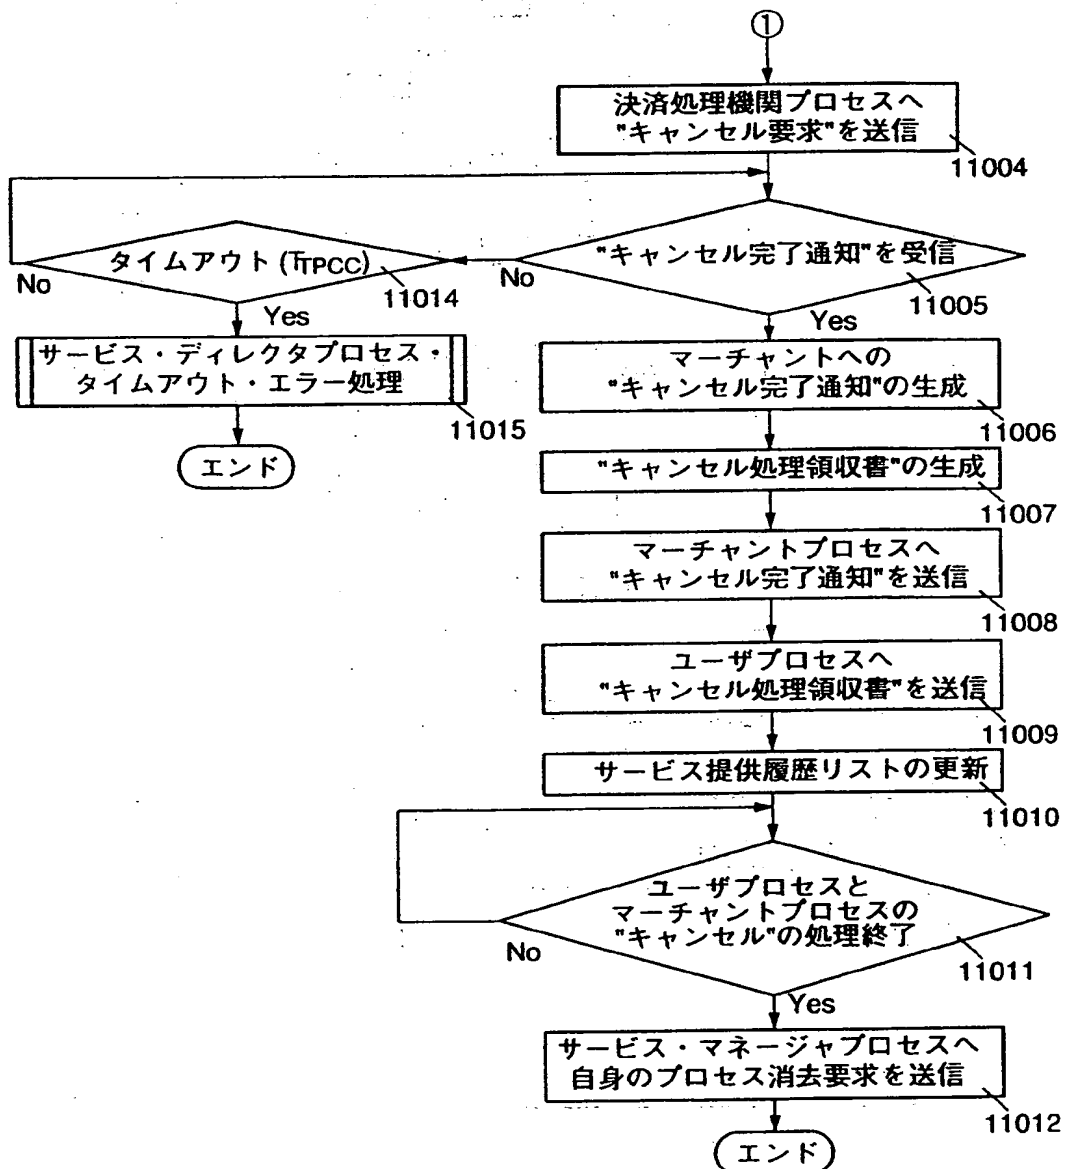 ①
決済処理機関プロセスへ
"キャンセル要求"を送信
11004
"キャンセル完了通知"を受信
11005
No
Yes
タイムアウト(TTPCC)
11014
No
Yes
サービス・ディレクタプロセス・
タイムアウト・エラー処理
11015
エンド
マーチャントへの
"キャンセル完了通知"の生成
11006
"キャンセル処理領収書"の生成
11007
マーチャントプロセスへ
"キャンセル完了通知"を送信
11008
ユーザプロセスへ
"キャンセル処理領収書"を送信
11009
サービス提供履歴リストの更新
11010
ユーザプロセスと
マーチャントプロセスの
"キャンセル"の処理終了
11011
No
Yes
サービス・マネージャプロセスへ
自身のプロセス消去要求を送信
11012
エンド